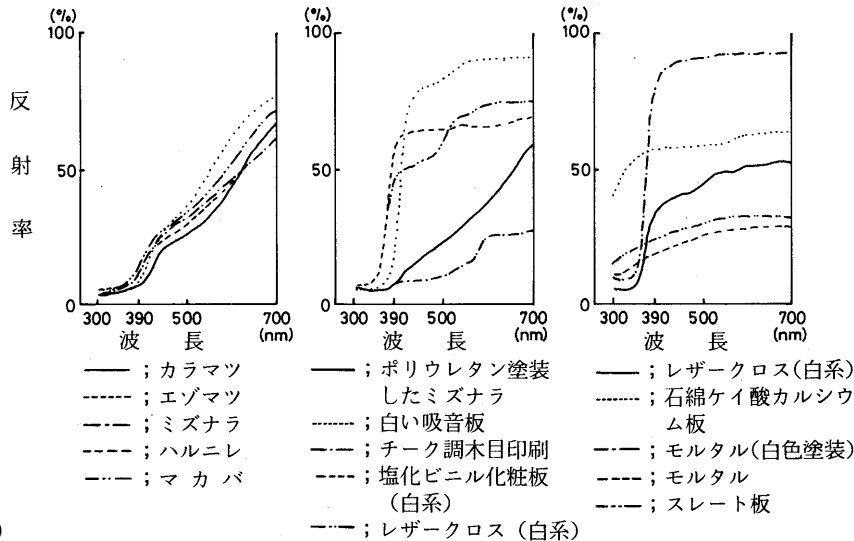 (%)
100
50
0
300 390 500 700
波 長 (nm)
反射率
――― ; カラマツ
------- ; エゾマツ
―・― ; ミズナラ
– – – ; ハルニレ
―・・― ; マカバ
(%)
100
50
0
300 390 500 700
波 長 (nm)
――― ; ポリウレタン塗装
したミズナラ
······· ; 白い吸音板
―・― ; チーク調木目印刷
– – – ; 塩化ビニル化粧板
(白系)
―・・― ; レザークロス (白系)
(%)
100
50
0
300 390 500 700
波 長 (nm)
――― ; レザークロス(白系)
······· ; 石綿ケイ酸カルシウ
ム板
―・― ; モルタル(白色塗装)
– – – ; モルタル
―・・― ; スレート板
)